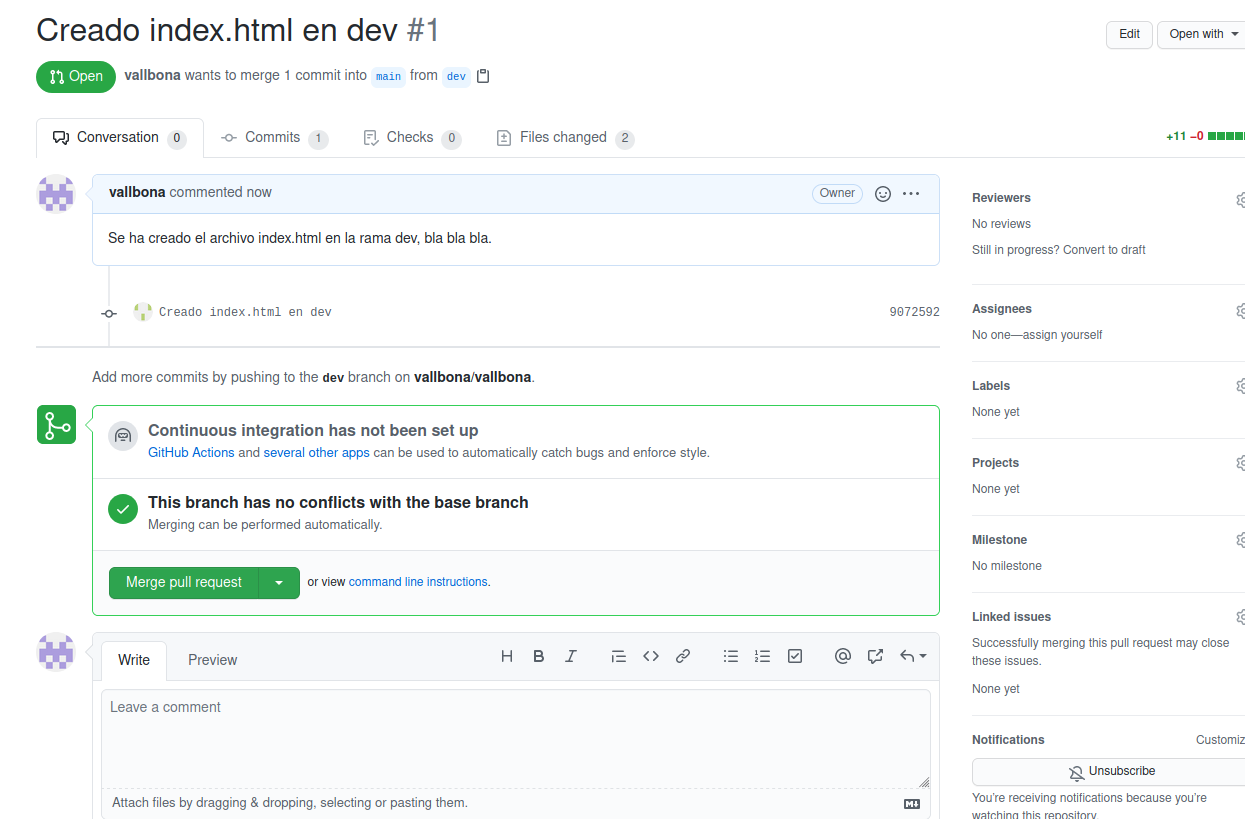 Creado index.html en dev #1
Edit
Open with
Open
vallbona wants to merge 1 commit into main from dev
Conversation 0
Commits 1
Checks 0
Files changed 2
+11 −0
vallbona commented now
Owner
Se ha creado el archivo index.html en la rama dev, bla bla bla.
Creado index.html en dev
9072592
Add more commits by pushing to the dev branch on vallbona/vallbona.
Continuous integration has not been set up
GitHub Actions and several other apps can be used to automatically catch bugs and enforce style.
This branch has no conflicts with the base branch
Merging can be performed automatically.
Merge pull request
or view command line instructions.
Write
Preview
H B I
Leave a comment
Attach files by dragging & dropping, selecting or pasting them.
Reviewers
No reviews
Still in progress? Convert to draft
Assignees
No one—assign yourself
Labels
None yet
Projects
None yet
Milestone
No milestone
Linked issues
Successfully merging this pull request may close
these issues.
None yet
Notifications
Customiz
Unsubscribe
You're receiving notifications because you're
watching this repository